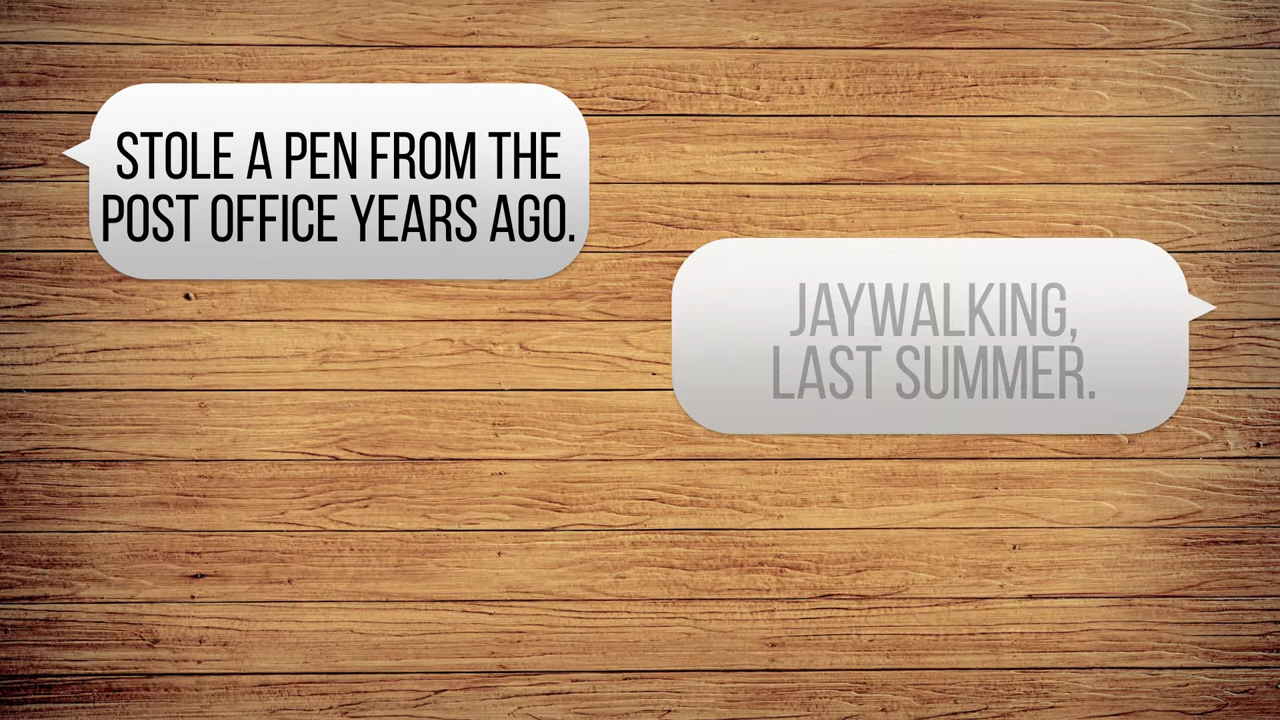 STOLE A PEN FROM THE
POST OFFICE YEARS AGO.
JAYWALKING,
LAST SUMMER.